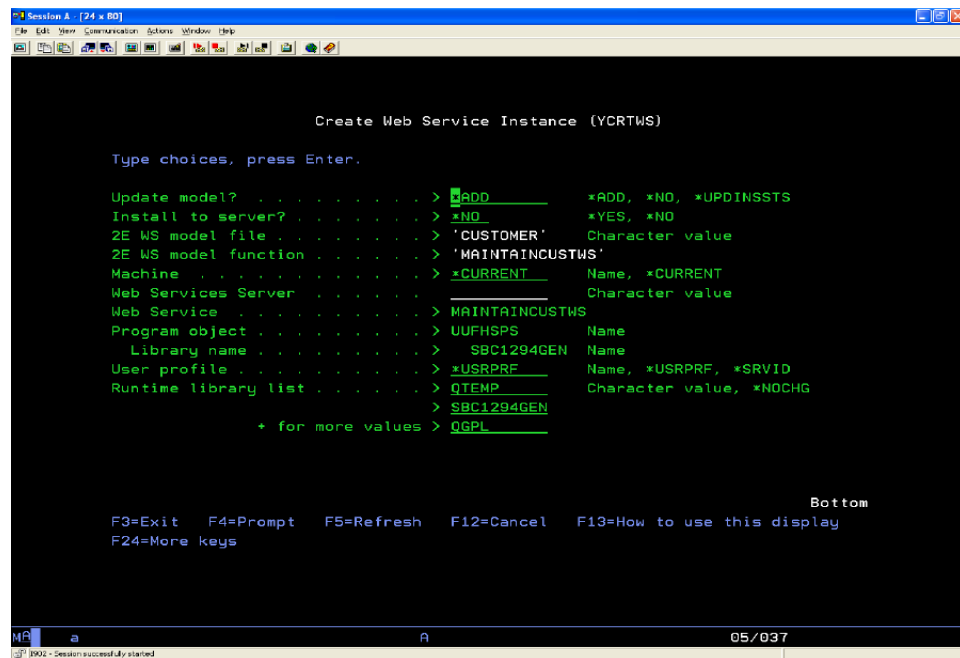 Session A - [24 x 80]
File Edit View Communication Actions Window Help
Create Web Service Instance (YCRTWS)
Type choices, press Enter.
Update model? . . . . . . . . . > *ADD *ADD, *NO, *UPDINSSTS
Install to server? . . . . . . . > *NO *YES, *NO
2E WS model file . . . . . . . . > 'CUSTOMER' Character value
2E WS model function . . . . . . > 'MAINTAINCUSTWS'
Machine . . . . . . . . . . . . > *CURRENT Name, *CURRENT
Web Services Server . . . . . . Character value
Web Service . . . . . . . . . . > MAINTAINCUSTWS
Program object . . . . . . . . . > UUFHSPS Name
Library name . . . . . . . . . > SBC1294GEN Name
User profile . . . . . . . . . . > *USRPRF Name, *USRPRF, *SRVID
Runtime library list . . . . . . > QTEMP Character value, *NOCHG
> SBC1294GEN
+ for more values > QGPL
Bottom
F3=Exit F4=Prompt F5=Refresh F12=Cancel F13=How to use this display
F24=More keys
MA a A 05/037
I902 - Session successfully started